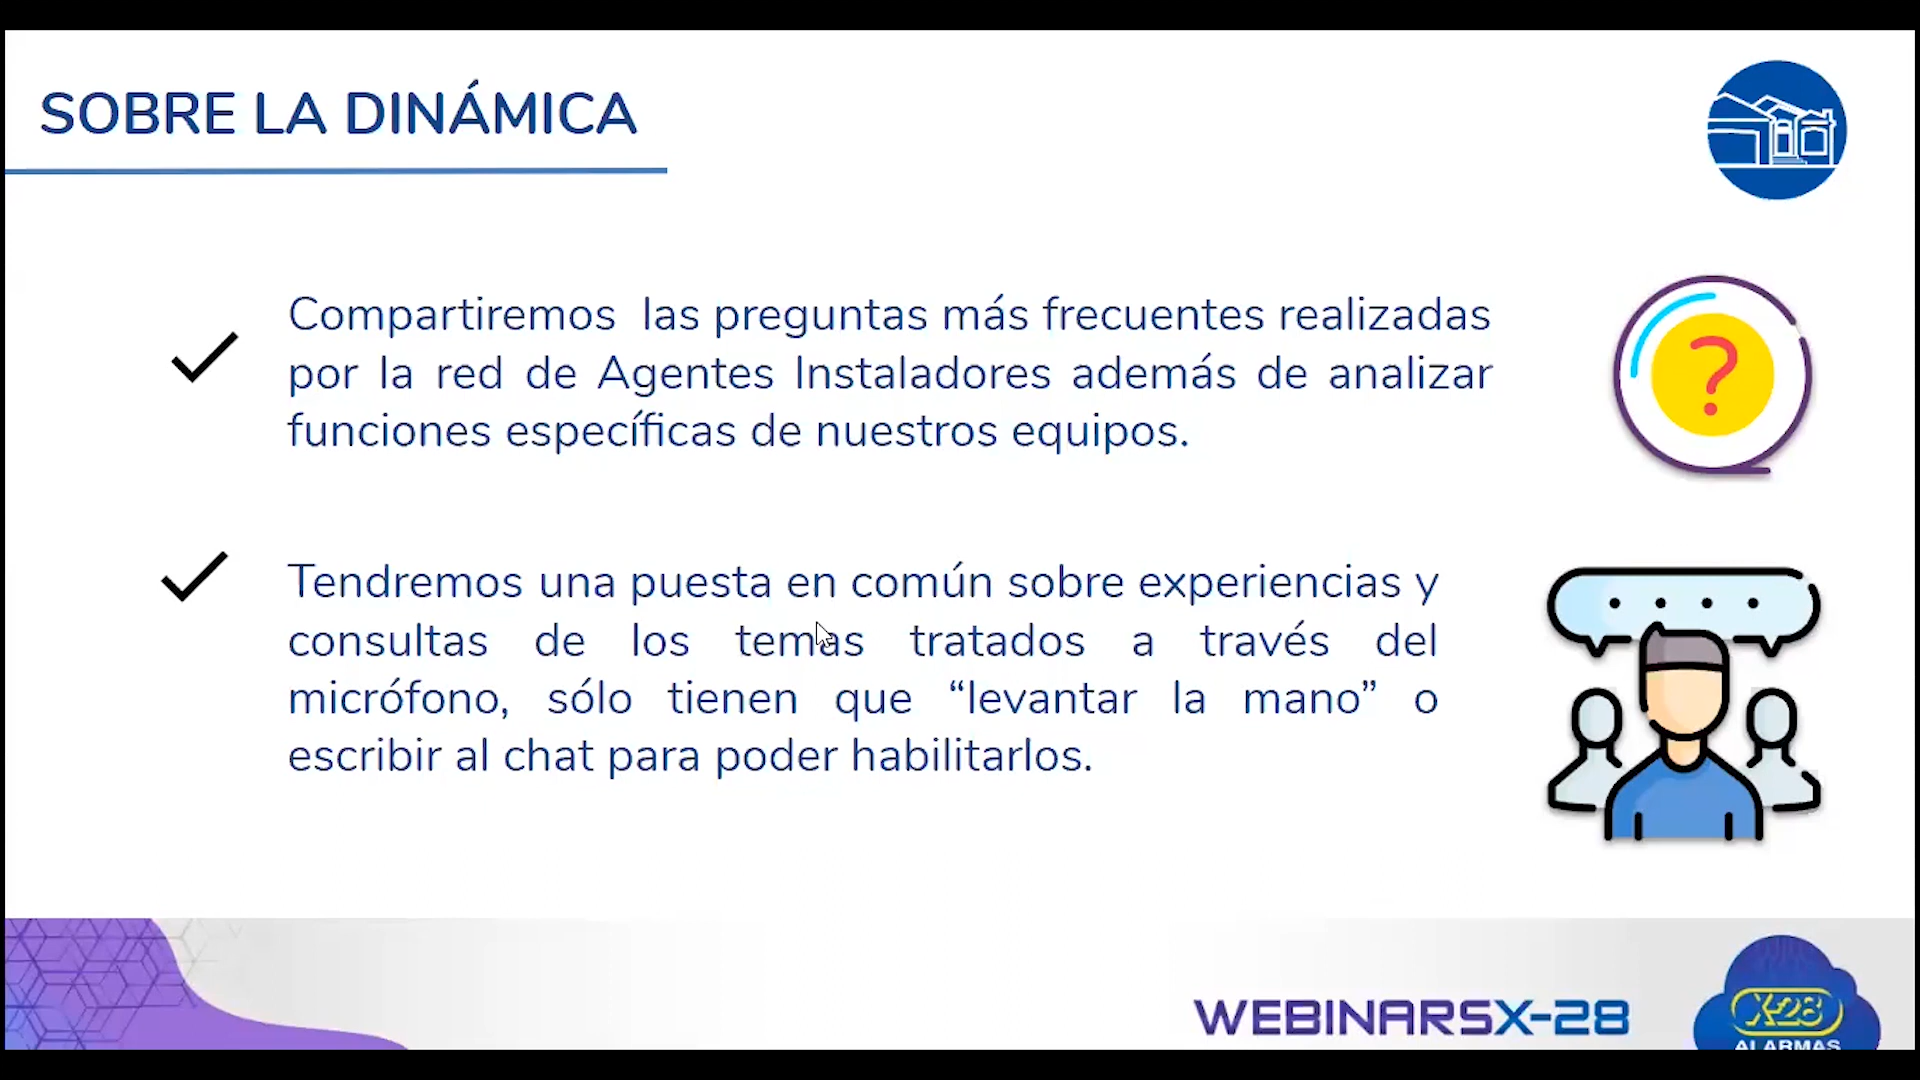 SOBRE LA DINÁMICA
Compartiremos las preguntas más frecuentes realizadas
por la red de Agentes Instaladores además de analizar
funciones específicas de nuestros equipos.
?
Tendremos una puesta en común sobre experiencias y
consultas de los temas tratados a través del
micrófono, sólo tienen que “levantar la mano” o
escribir al chat para poder habilitarlos.
WEBINARSX-28
X-28
ALARMAS